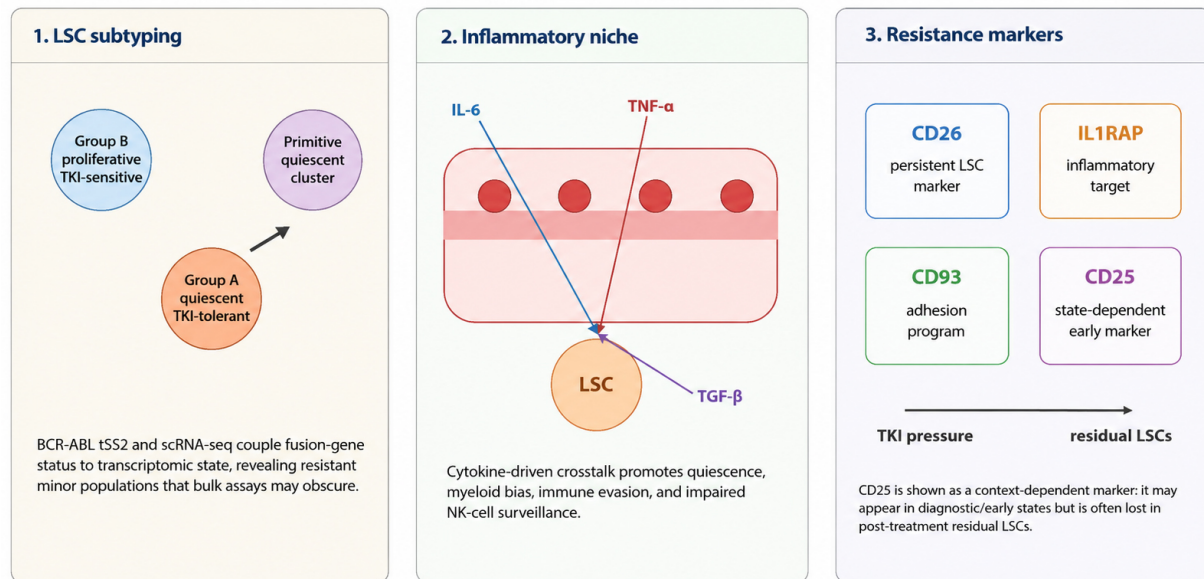 1. LSC subtyping
Group B
proliferative
TKI-sensitive
Primitive
quiescent
cluster
Group A
quiescent
TKI-tolerant
BCR-ABL tSS2 and scRNA-seq couple fusion-gene
status to transcriptomic state, revealing resistant
minor populations that bulk assays may obscure.
2. Inflammatory niche
IL-6
TNF-α
LSC
TGF-β
Cytokine-driven crosstalk promotes quiescence,
myeloid bias, immune evasion, and impaired
NK-cell surveillance.
3. Resistance markers
CD26
persistent LSC
marker
IL1RAP
inflammatory
target
CD93
adhesion
program
CD25
state-dependent
early marker
TKI pressure
residual LSCs
CD25 is shown as a context-dependent marker: it may
appear in diagnostic/early states but is often lost in
post-treatment residual LSCs.